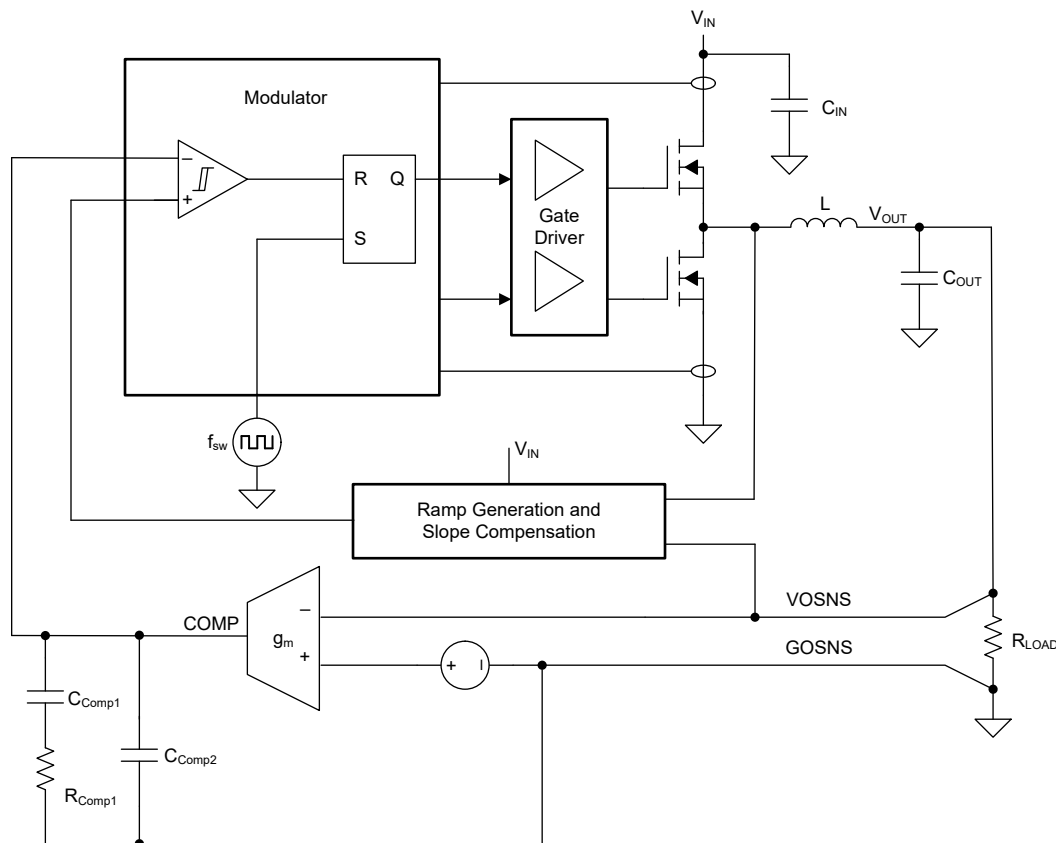 VIN
Modulator
CIN
−
+
R Q
S
Gate
Driver
L
VOUT
COUT
fsw
VIN
Ramp Generation and
Slope Compensation
COMP
gm
−
+
VOSNS
+ −
GOSNS
RLOAD
CComp1
CComp2
RComp1